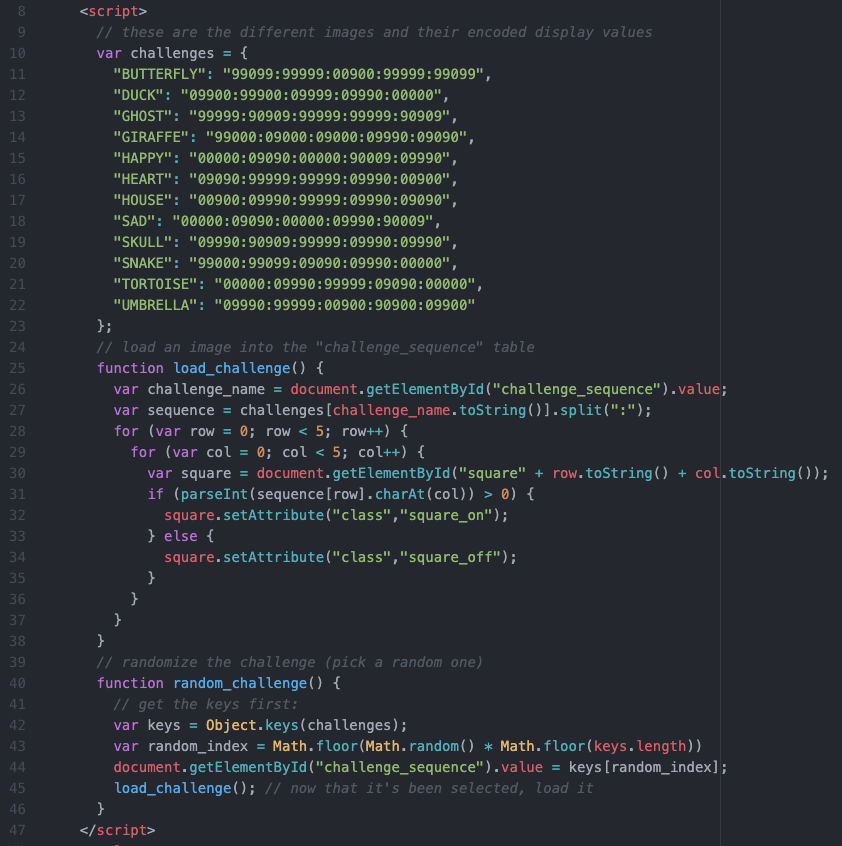 8 <script>
9 // these are the different images and their encoded display values
10 var challenges = {
11 "BUTTERFLY": "99099:99999:00900:99999:99099",
12 "DUCK": "09900:99900:09999:09990:00000",
13 "GHOST": "99999:90909:99999:99999:90909",
14 "GIRAFFE": "99000:09000:09000:09990:09090",
15 "HAPPY": "00000:09090:00000:90009:09990",
16 "HEART": "09090:99999:99999:09990:00900",
17 "HOUSE": "00900:09990:99999:09990:09090",
18 "SAD": "00000:09090:00000:09990:90009",
19 "SKULL": "09990:90909:99999:09990:09990",
20 "SNAKE": "99000:99099:09090:09990:00000",
21 "TORTOISE": "00000:09990:99999:09090:00000",
22 "UMBRELLA": "09990:99999:00900:90900:09900"
23 };
24 // load an image into the "challenge_sequence" table
25 function load_challenge() {
26 var challenge_name = document.getElementById("challenge_sequence").value;
27 var sequence = challenges[challenge_name.toString()].split(":");
28 for (var row = 0; row < 5; row++) {
29 for (var col = 0; col < 5; col++) {
30 var square = document.getElementById("square" + row.toString() + col.toString());
31 if (parseInt(sequence[row].charAt(col)) > 0) {
32 square.setAttribute("class","square_on");
33 } else {
34 square.setAttribute("class","square_off");
35 }
36 }
37 }
38 }
39 // randomize the challenge (pick a random one)
40 function random_challenge() {
41 // get the keys first:
42 var keys = Object.keys(challenges);
43 var random_index = Math.floor(Math.random() * Math.floor(keys.length))
44 document.getElementById("challenge_sequence").value = keys[random_index];
45 load_challenge(); // now that it's been selected, load it
46 }
47 </script>